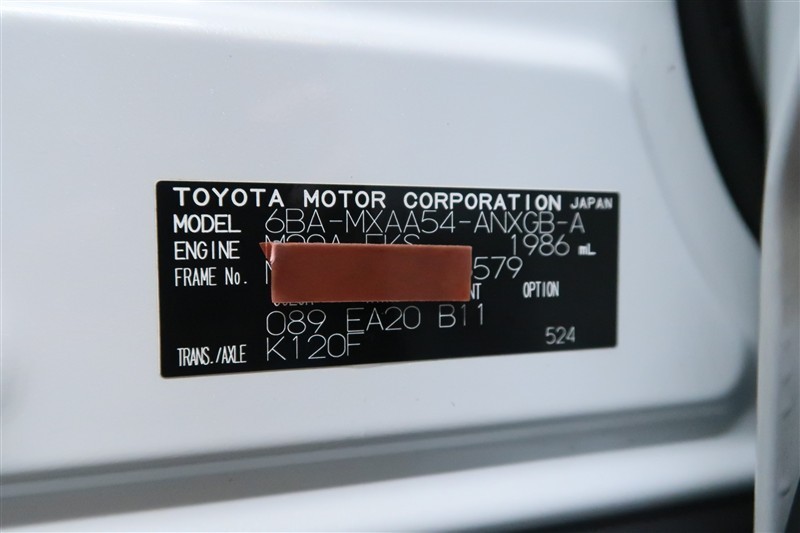 TOYOTA MOTOR CORPORATION JAPAN
MODEL 6BA-MXAA54-ANXGB-A
ENGINE 1986 mL
FRAME No. 579
OPTION
089 EA20 B11
TRANS./AXLE K120F 524